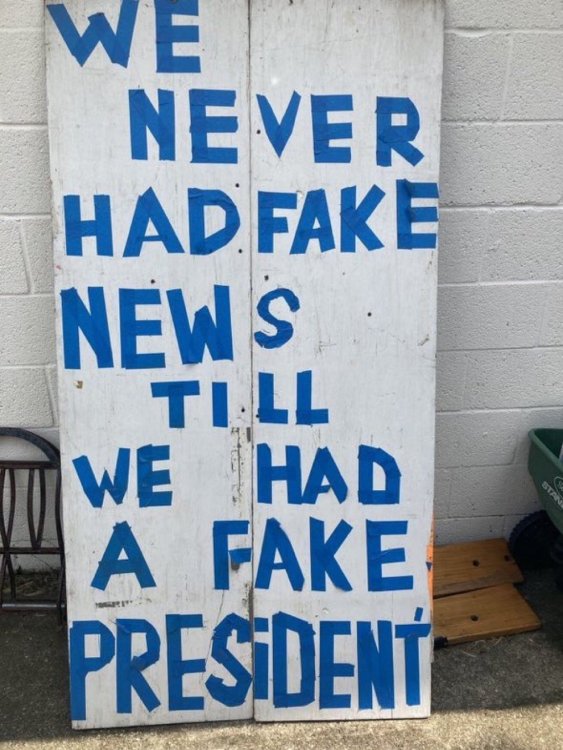 WE
NEVER
HAD FAKE
NEWS
TILL
WE HAD
A FAKE
PRESIDENT